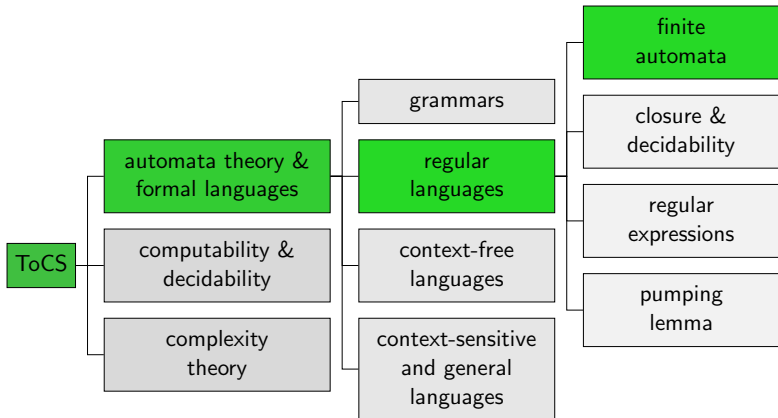 ToCS
automata theory &
formal languages
computability &
decidability
complexity
theory
grammars
regular
languages
context-free
languages
context-sensitive
and general
languages
finite
automata
closure &
decidability
regular
expressions
pumping
lemma